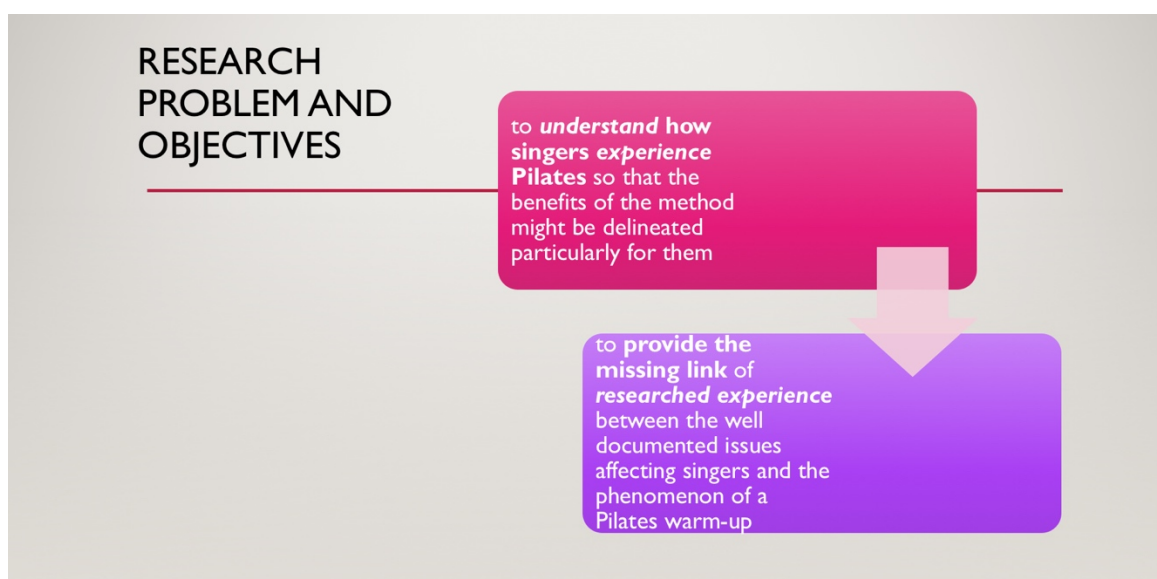 RESEARCH
PROBLEM AND
OBJECTIVES
to understand how
singers experience
Pilates so that the
benefits of the method
might be delineated
particularly for them
to provide the
missing link of
researched experience
between the well
documented issues
affecting singers and the
phenomenon of a
Pilates warm-up